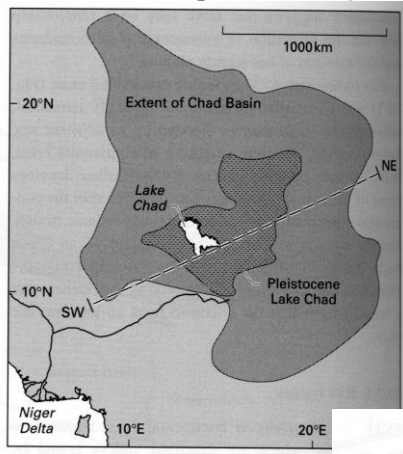 1000km
20°N
Extent of Chad Basin
NE
Lake
Chad
Pleistocene
Lake Chad
10°N
SW
Niger
Delta
10°E
20°E